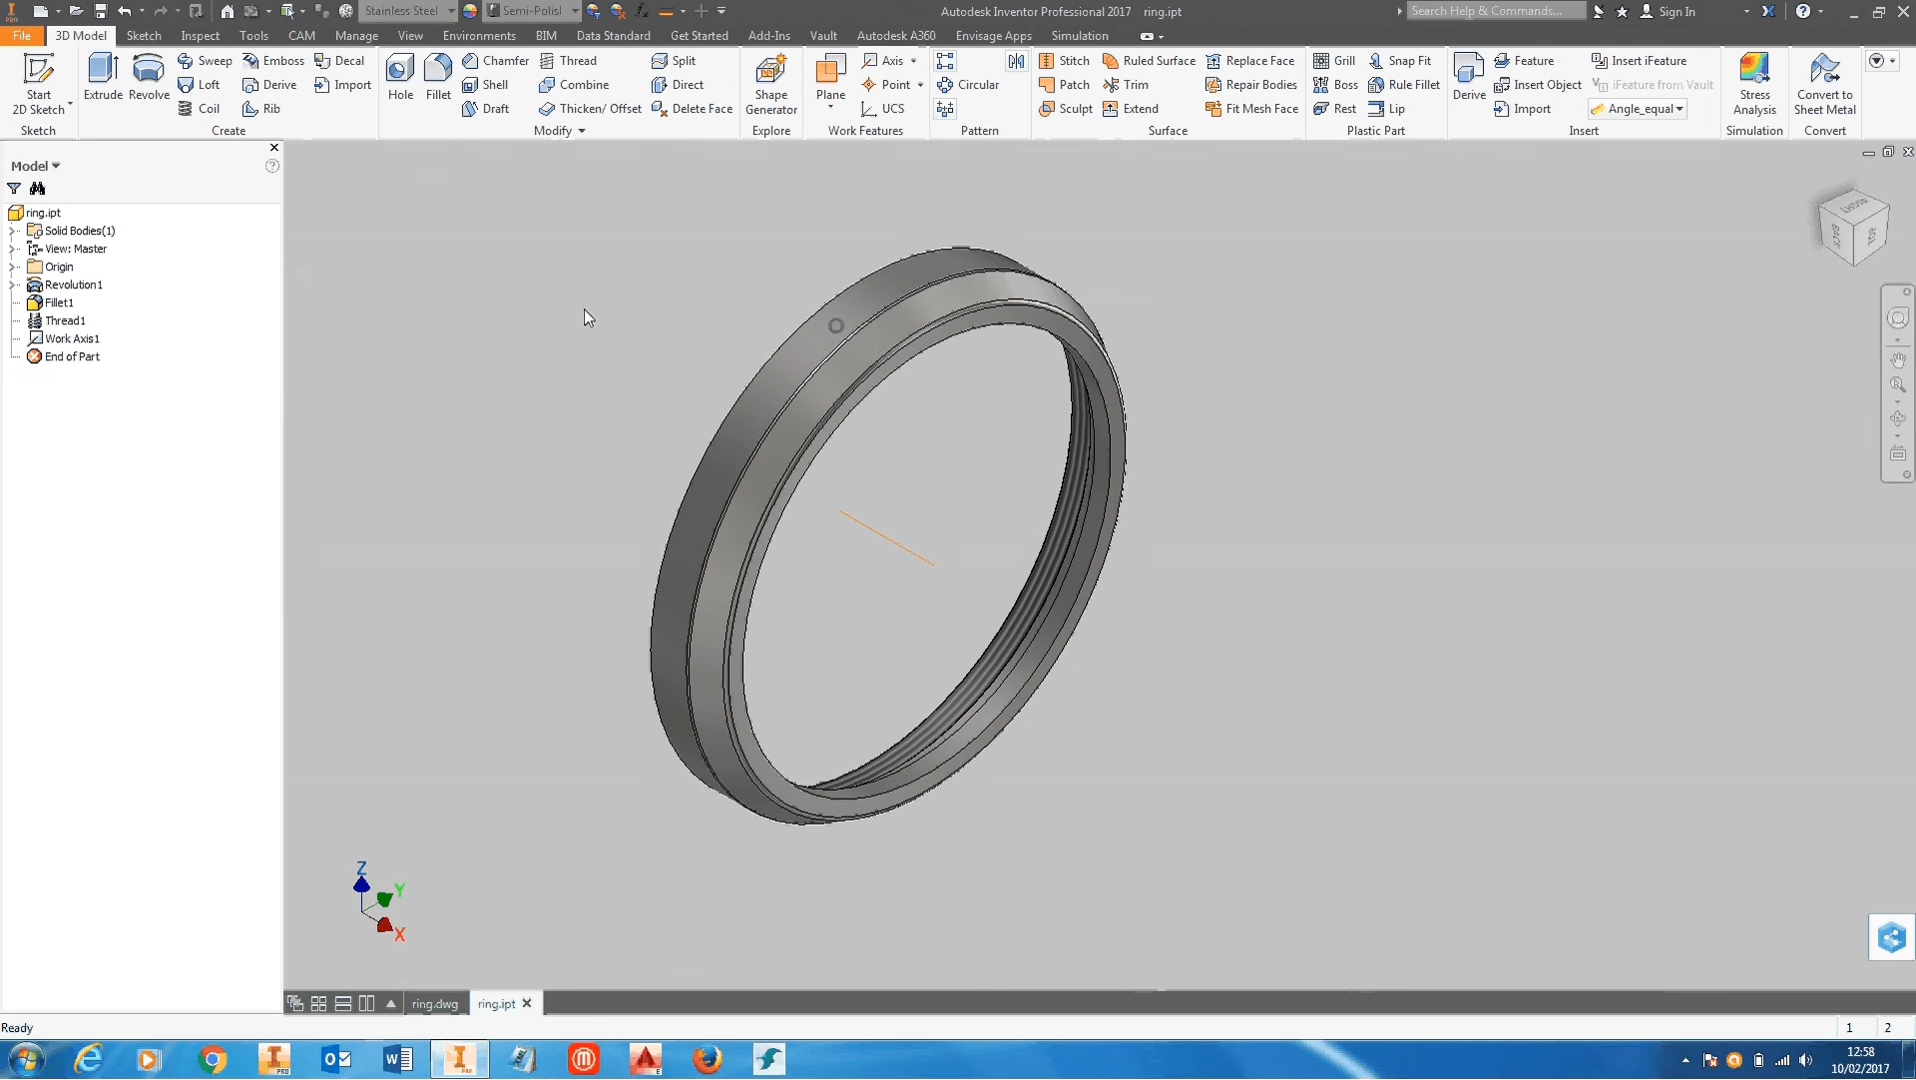 Stainless Steel
Semi-Polisl
Autodesk Inventor Professional 2017 ring.ipt
Search Help & Commands...
Sign In
File 3D Model Sketch Inspect Tools CAM Manage View Environments BIM Data Standard Get Started Add-Ins Vault Autodesk A360 Envisage Apps Simulation
Start
2D Sketch
Sketch
Extrude
Revolve
Sweep Emboss Decal
Loft Derive Import
Coil Rib
Create
Hole
Fillet
Chamfer Thread Split
Shell Combine Direct
Draft Thicken/ Offset Delete Face
Modify
Shape
Generator
Explore
Plane
Axis
Point
UCS
Work Features
Circular
Pattern
Stitch Ruled Surface Replace Face
Patch Trim Repair Bodies
Sculpt Extend Fit Mesh Face
Surface
Grill Snap Fit
Boss Rule Fillet
Rest Lip
Plastic Part
Derive
Feature Insert iFeature
Insert Object iFeature from Vault
Import Angle_equal
Insert
Stress
Analysis
Simulation
Convert to
Sheet Metal
Convert
Model
ring.ipt
Solid Bodies(1)
View: Master
Origin
Revolution1
Fillet1
Thread1
Work Axis1
End of Part
RIGHT
BACK
Z
Y
X
ring.dwg
ring.ipt
Ready
1 2
12:58
10/02/2017